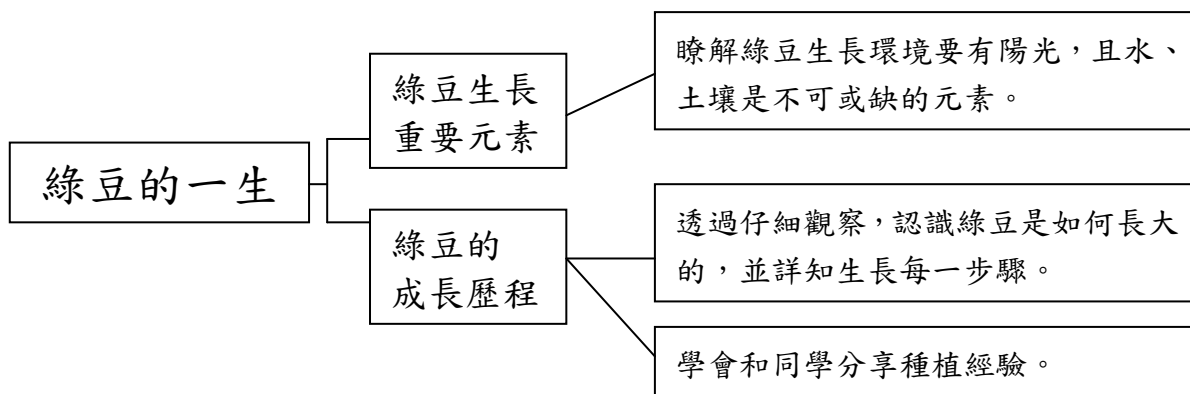 綠豆的一生
綠豆生長
重要元素
瞭解綠豆生長環境要有陽光，且水、
土壤是不可或缺的元素。
綠豆的
成長歷程
透過仔細觀察，認識綠豆是如何長大
的，並詳知生長每一步驟。
學會和同學分享種植經驗。